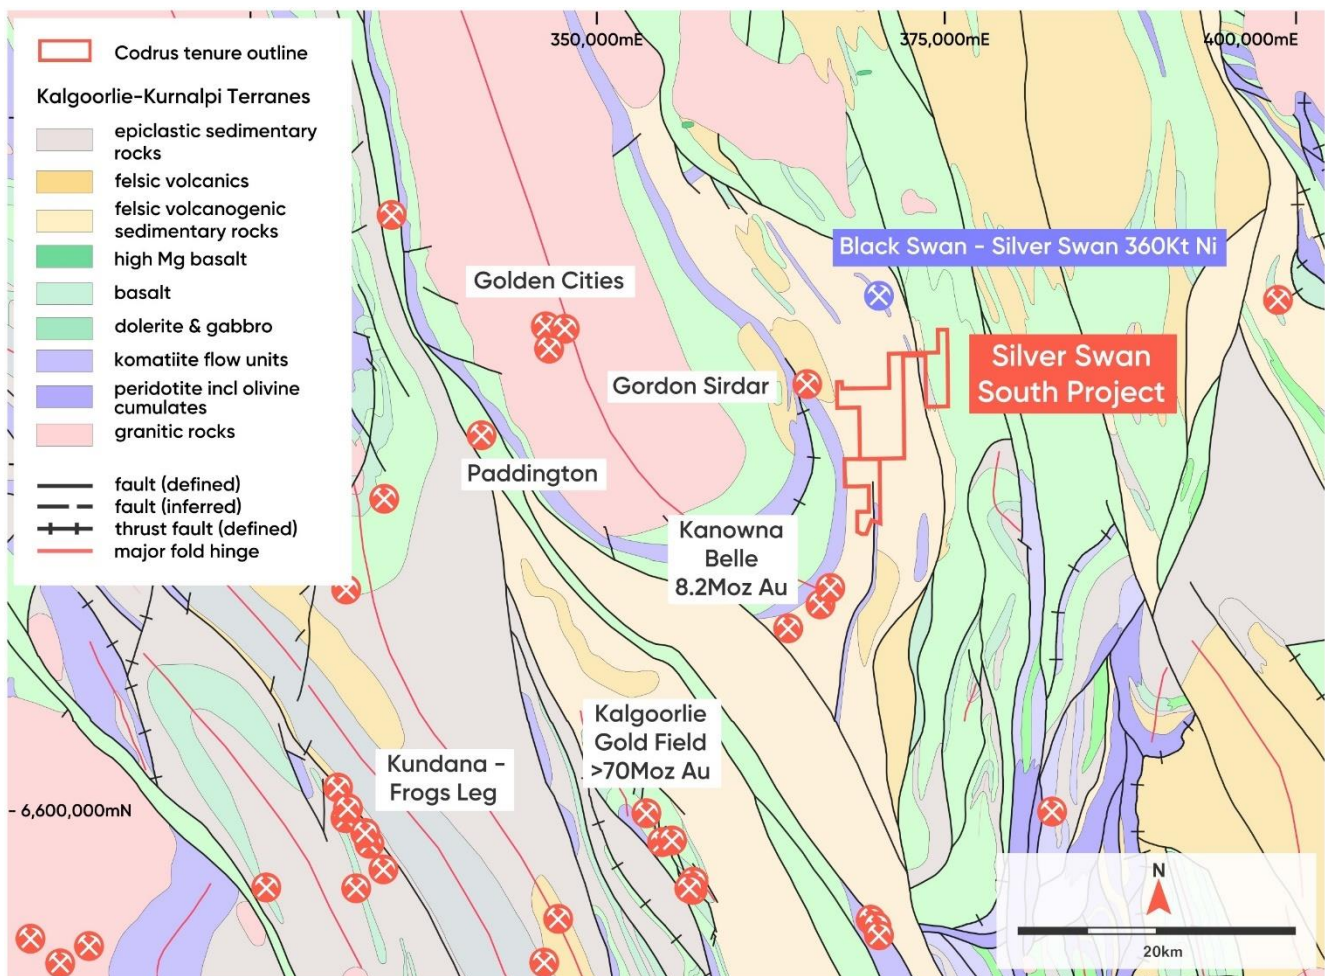 Codrus tenure outline
Kalgoorlie-Kurnalpi Terranes
epiclastic sedimentary
rocks
felsic volcanics
felsic volcanogenic
sedimentary rocks
high Mg basalt
basalt
dolerite & gabbro
komatiite flow units
peridotite incl olivine
cumulates
granitic rocks
fault (defined)
fault (inferred)
thrust fault (defined)
major fold hinge
350,000mE
375,000mE
400,000mE
Black Swan - Silver Swan 360Kt Ni
Golden Cities
Silver Swan
South Project
Gordon Sirdar
Paddington
Kanowna
Belle
8.2Moz Au
Kalgoorlie
Gold Field
>70Moz Au
Kundana -
Frogs Leg
6,600,000mN
N
20km